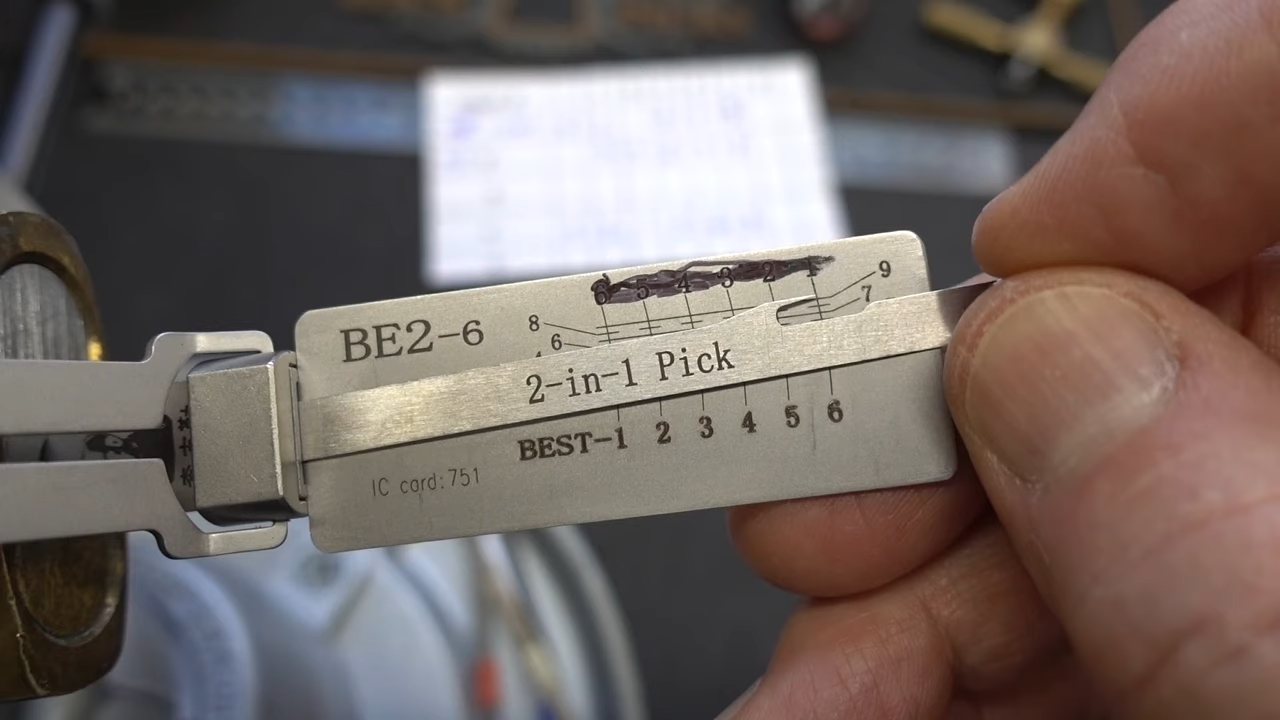 6 5 4 3 2 1
9
8
7
BE2-6
6
2-in-1 Pick
BEST-1 2 3 4 5 6
IC card:751